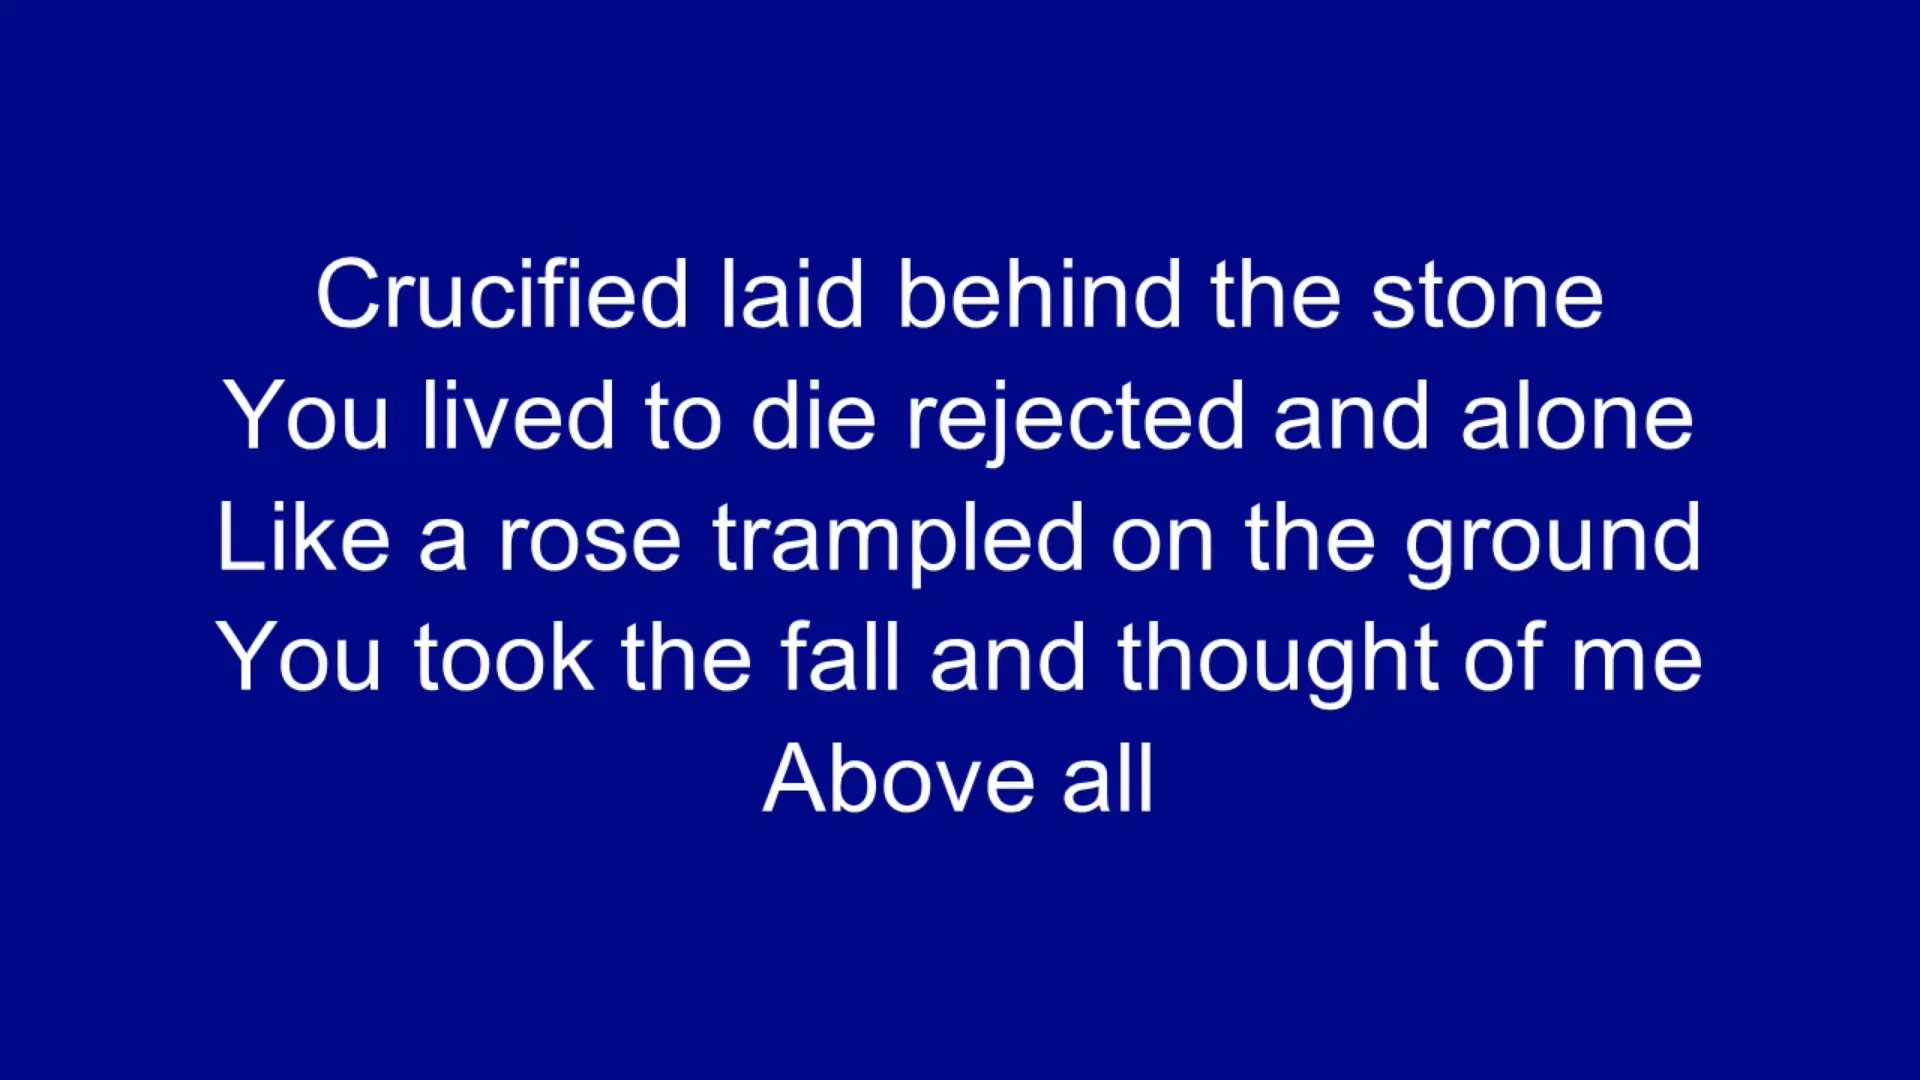 Crucified laid behind the stone
You lived to die rejected and alone
Like a rose trampled on the ground
You took the fall and thought of me
Above all